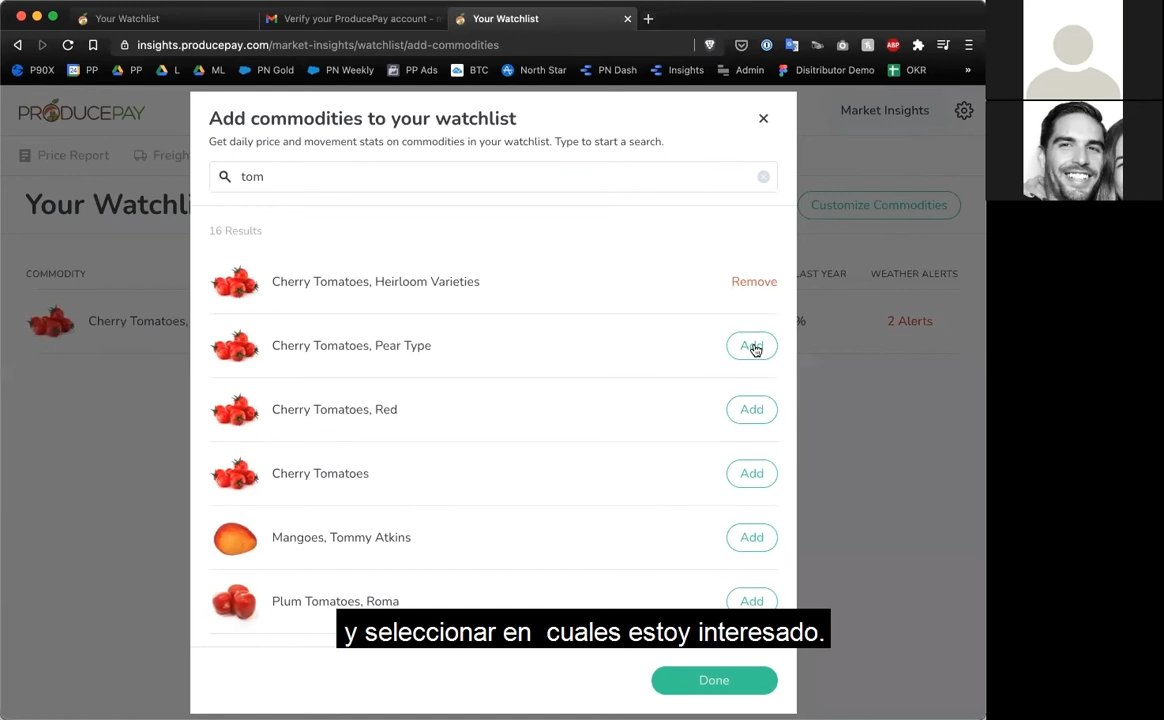 Your Watchlist
Verify your ProducePay account -
Your Watchlist
insights.producepay.com/market-insights/watchlist/add-commodities
P90X
PP
PP
L
ML
PN Gold
PN Weekly
PP Ads
BTC
North Star
PN Dash
Insights
Admin
Disitributor Demo
OKR
»
PRODUCEPAY
Market Insights
Price Report
Freigh
Your Watchli
Customize Commodities
COMMODITY
LAST YEAR
WEATHER ALERTS
Cherry Tomatoes,
%
2 Alerts
Add commodities to your watchlist
Get daily price and movement stats on commodities in your watchlist. Type to start a search.
tom
16 Results
Cherry Tomatoes, Heirloom Varieties
Remove
Cherry Tomatoes, Pear Type
Add
Cherry Tomatoes, Red
Add
Cherry Tomatoes
Add
Mangoes, Tommy Atkins
Add
Plum Tomatoes, Roma
Add
y seleccionar en cuales estoy interesado.
Done